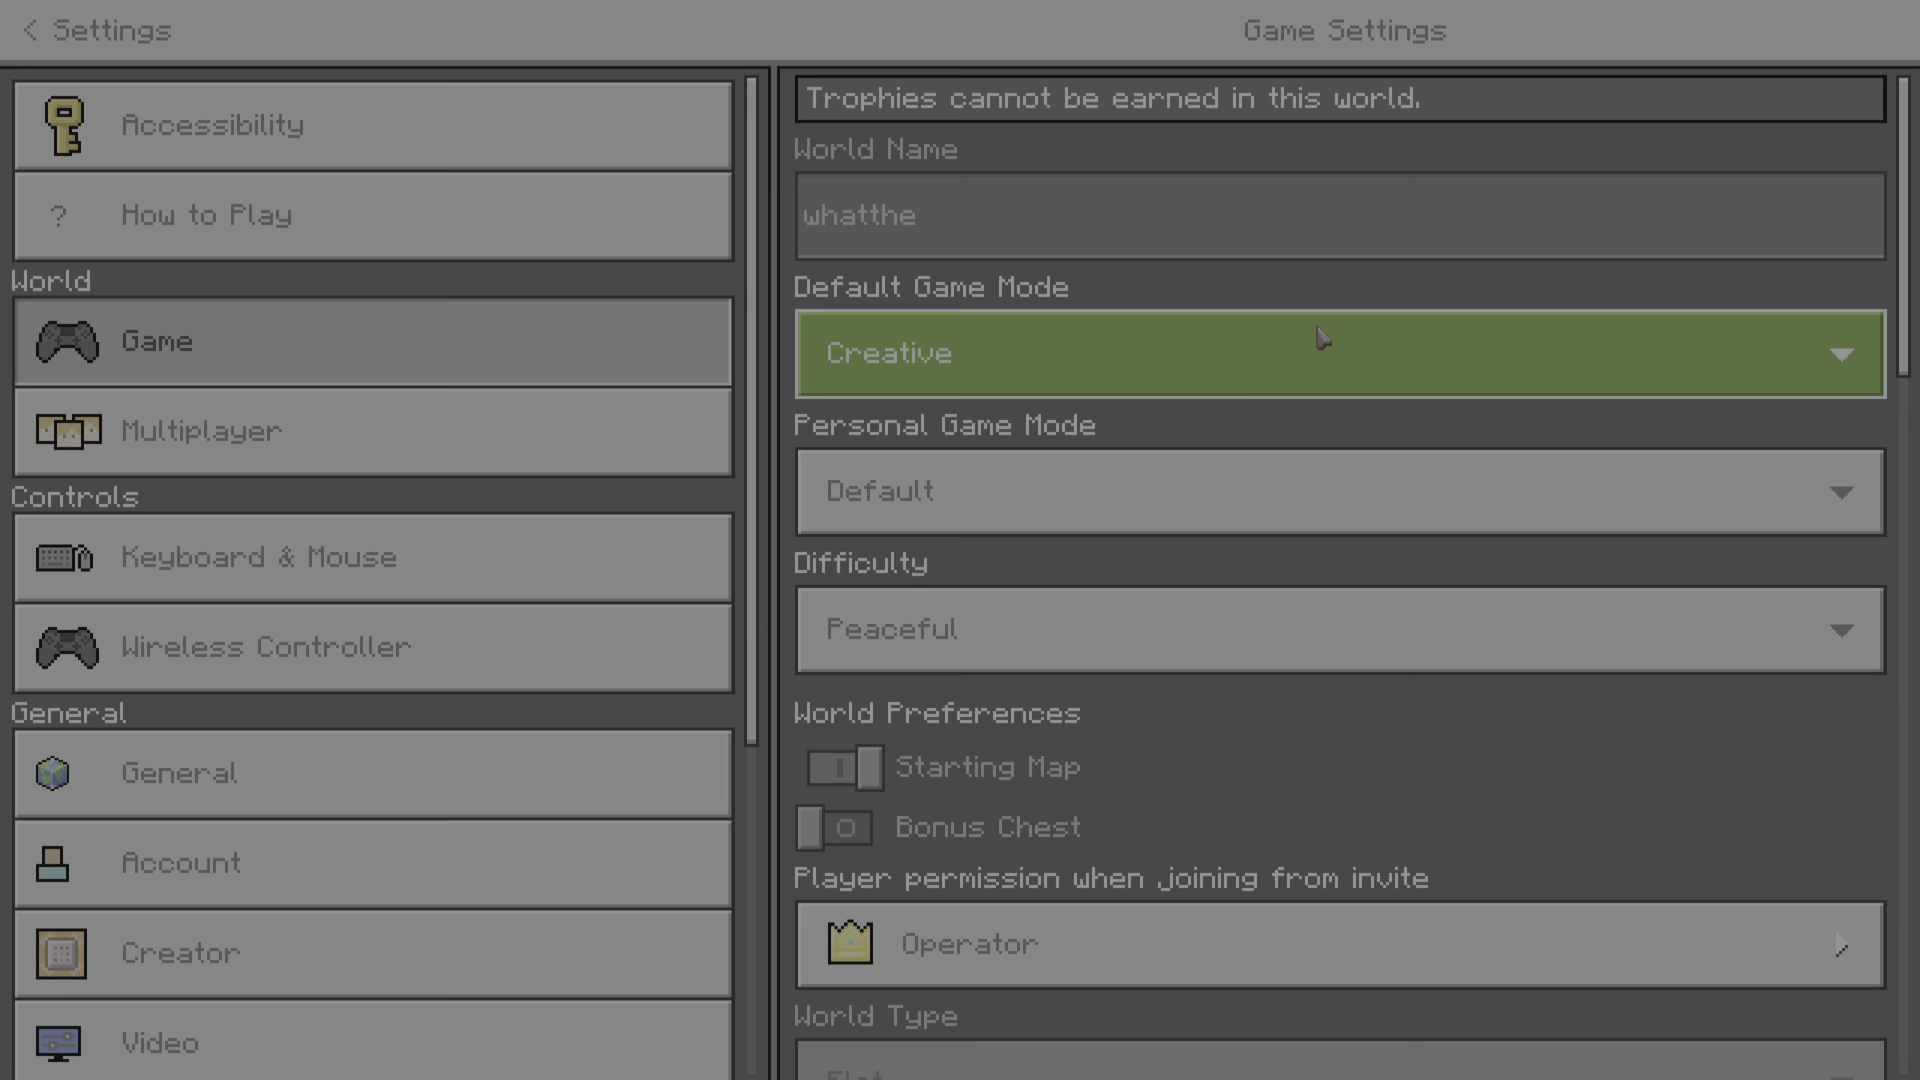 < Settings
Game Settings
Accessibility
? How to Play
World
Game
Multiplayer
Controls
Keyboard & Mouse
Wireless Controller
General
General
Account
Creator
Video
Trophies cannot be earned in this world.
World Name
whatthe
Default Game Mode
Creative
Personal Game Mode
Default
Difficulty
Peaceful
World Preferences
Starting Map
Bonus Chest
Player permission when joining from invite
Operator
World Type
Flat